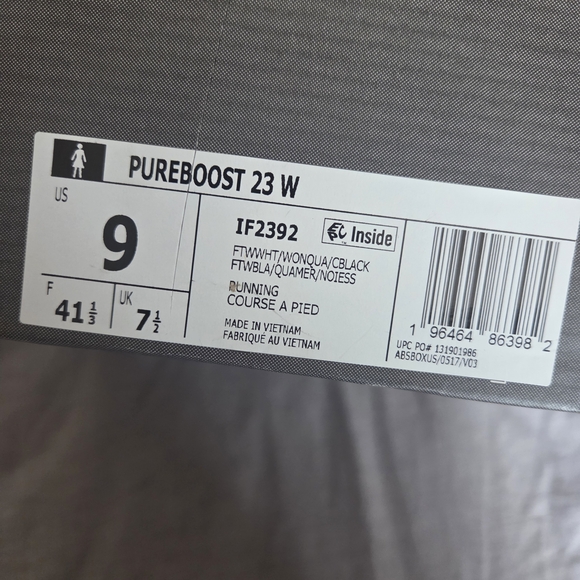 PUREBOOST 23 W
US
9
F
41 1/3
UK
7 1/2
IF2392
Inside
FTWWHT/WONQUA/CBLACK
FTWBLA/QUAMER/NOIESS
RUNNING
COURSE A PIED
MADE IN VIETNAM
FABRIQUÉ AU VIETNAM
1 96464 86398 2
UPC PO# 131901986
ABSBOXUS/0517/V03